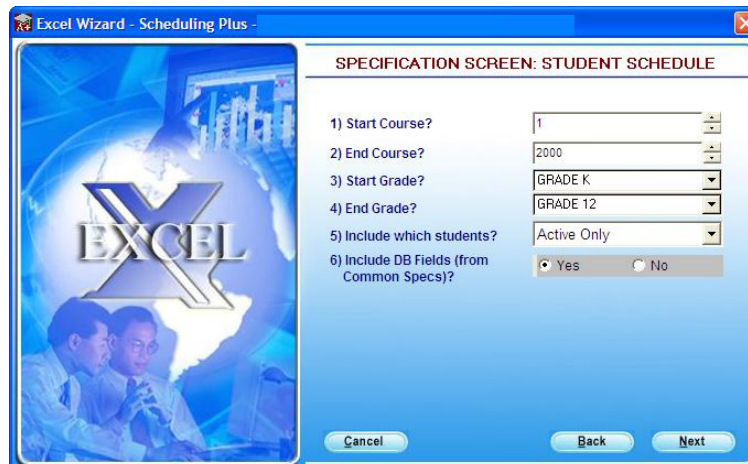 Excel Wizard - Scheduling Plus -
SPECIFICATION SCREEN: STUDENT SCHEDULE
1) Start Course? 1
2) End Course? 2000
3) Start Grade? GRADE K
4) End Grade? GRADE 12
5) Include which students? Active Only
6) Include DB Fields (from Yes No
Common Specs)?
X
EXCEL
Cancel Back Next